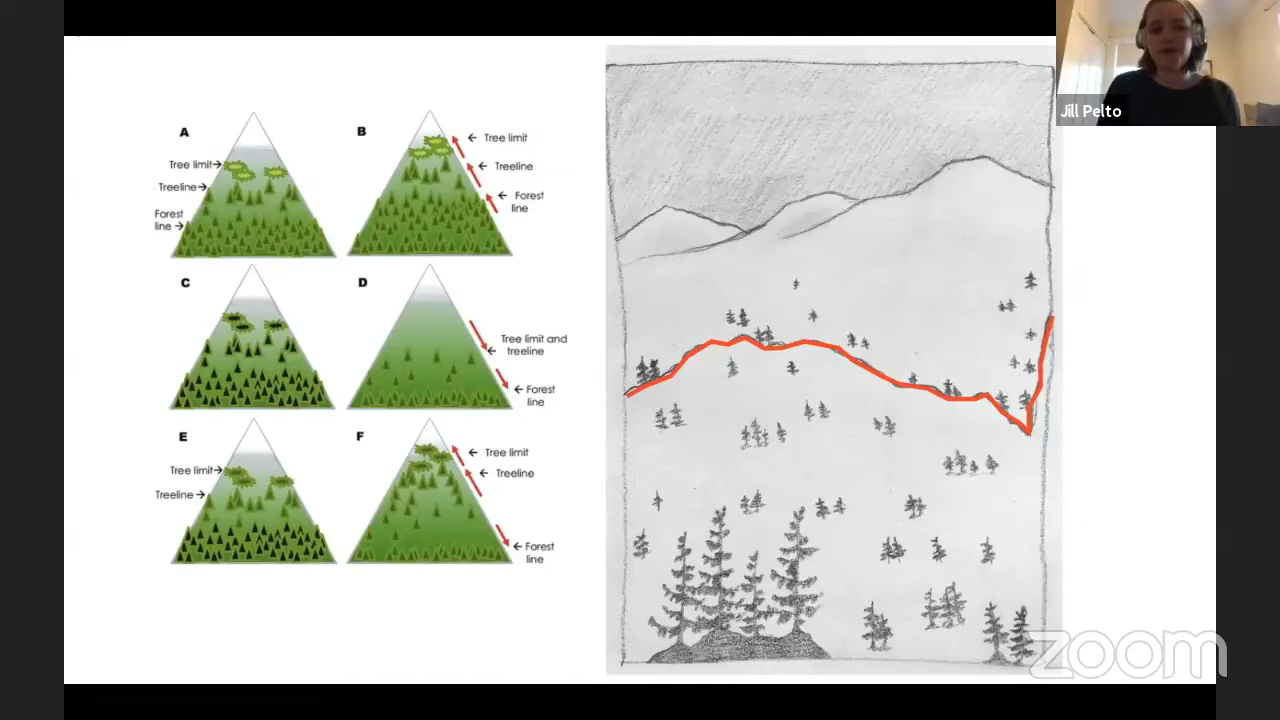 Jill Pelto
A
Tree limit→
Treeline→
Forest
line→
B
← Tree limit
← Treeline
← Forest
line
C
D
Tree limit and
← treeline
← Forest
line
E
Tree limit→
Treeline →
F
← Tree limit
← Treeline
← Forest
line
zoom